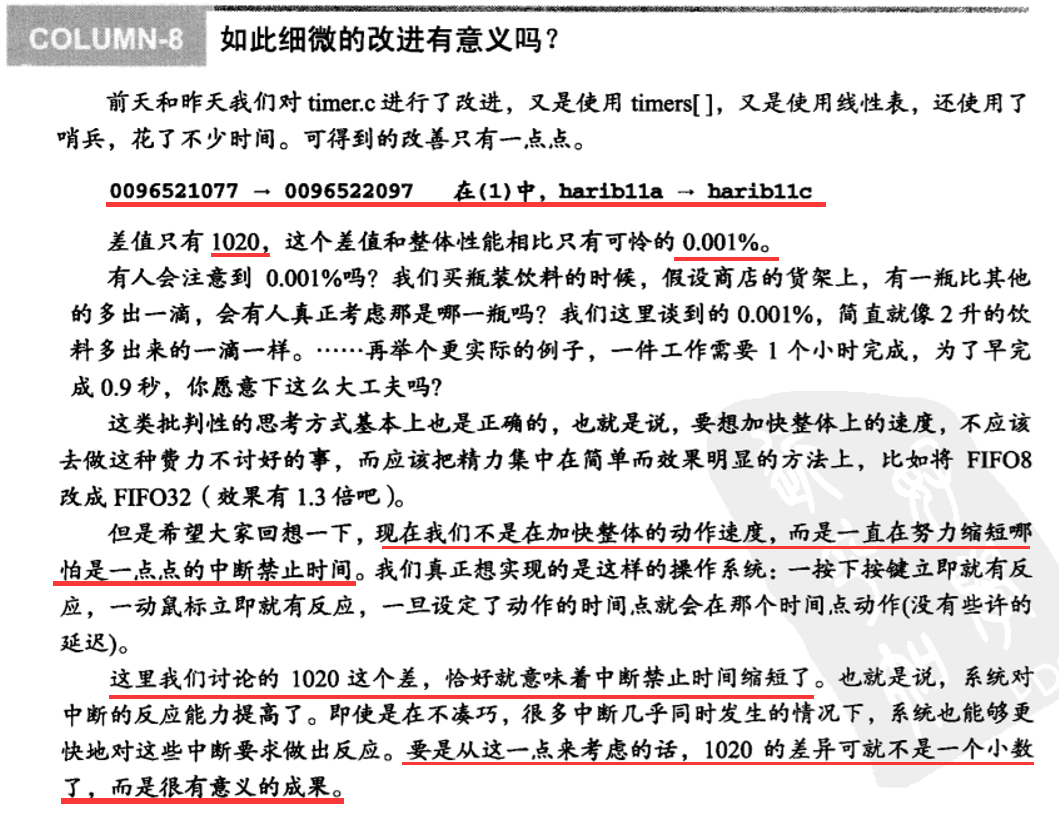 COLUMN-8 如此细微的改进有意义吗？
前天和昨天我们对 timer.c 进行了改进，又是使用 timers[ ]，又是使用线性表，还使用了
哨兵，花了不少时间。可得到的改善只有一点点。
0096521077 → 0096522097 在(1)中，harib11a → harib11c
差值只有 1020，这个差值和整体性能相比只有可怜的 0.001%。
有人会注意到 0.001%吗？我们买瓶装饮料的时候，假设商店的货架上，有一瓶比其他
的多出一滴，会有人真正考虑那是哪一瓶吗？我们这里谈到的 0.001%，简直就像 2 升的饮
料多出来的一滴一样。……再举个更实际的例子，一件工作需要 1 个小时完成，为了早完
成 0.9 秒，你愿意下这么大工夫吗？
这类批判性的思考方式基本上也是正确的，也就是说，要想加快整体上的速度，不应该
去做这种费力不讨好的事，而应该把精力集中在简单而效果明显的方法上，比如将 FIFO8
改成 FIFO32（效果有 1.3 倍吧）。
但是希望大家回想一下，现在我们不是在加快整体的动作速度，而是一直在努力缩短哪
怕是一点点的中断禁止时间。我们真正想实现的是这样的操作系统：一按下按键立即就有反
应，一动鼠标立即就有反应，一旦设定了动作的时间点就会在那个时间点动作(没有些许的
延迟)。
这里我们讨论的 1020 这个差，恰好就意味着中断禁止时间缩短了。也就是说，系统对
中断的反应能力提高了。即使是在不凑巧，很多中断几乎同时发生的情况下，系统也能够更
快地对这些中断要求做出反应。要是从这一点来考虑的话，1020 的差异可就不是一个小数
了，而是很有意义的成果。